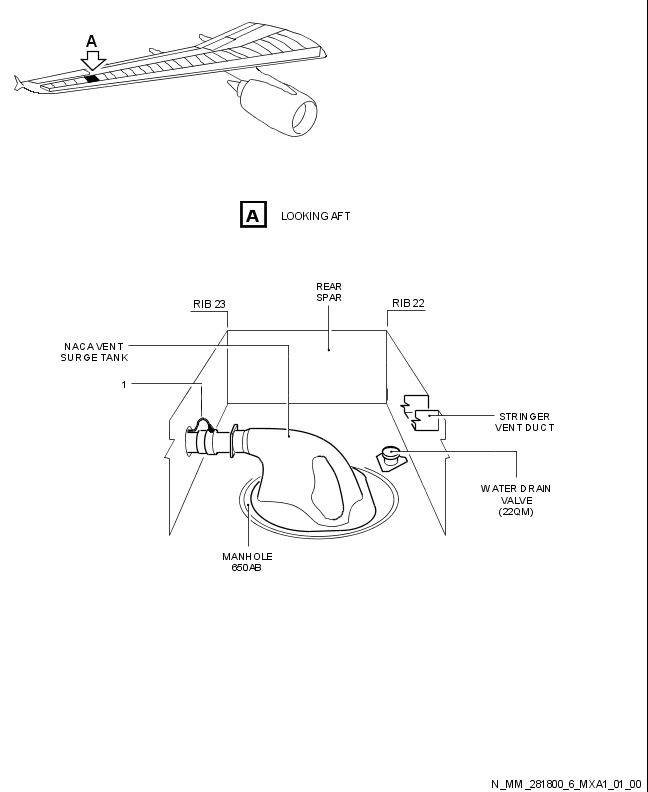 A
A LOOKING AFT
REAR
SPAR
RIB 23
RIB 22
NACA VENT
SURGE TANK
1
STRINGER
VENT DUCT
WATER DRAIN
VALVE
(22QM)
MANHOLE
650AB
N_MM_281800_6_MXA1_01_00